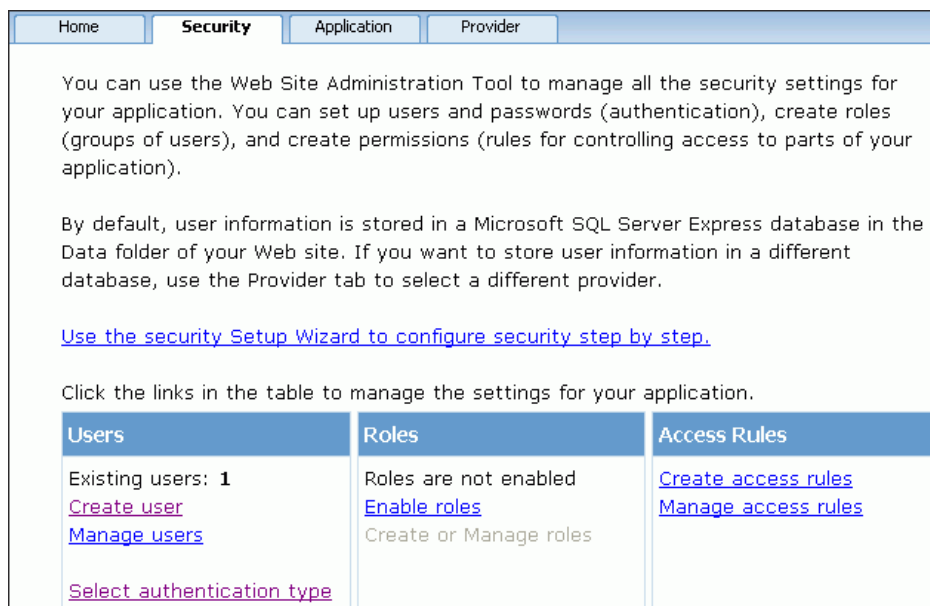 Home Security Application Provider
You can use the Web Site Administration Tool to manage all the security settings for
your application. You can set up users and passwords (authentication), create roles
(groups of users), and create permissions (rules for controlling access to parts of your
application).
By default, user information is stored in a Microsoft SQL Server Express database in the
Data folder of your Web site. If you want to store user information in a different
database, use the Provider tab to select a different provider.
Use the security Setup Wizard to configure security step by step.
Click the links in the table to manage the settings for your application.
Users
Existing users: 1
Create user
Manage users
Select authentication type
Roles
Roles are not enabled
Enable roles
Create or Manage roles
Access Rules
Create access rules
Manage access rules